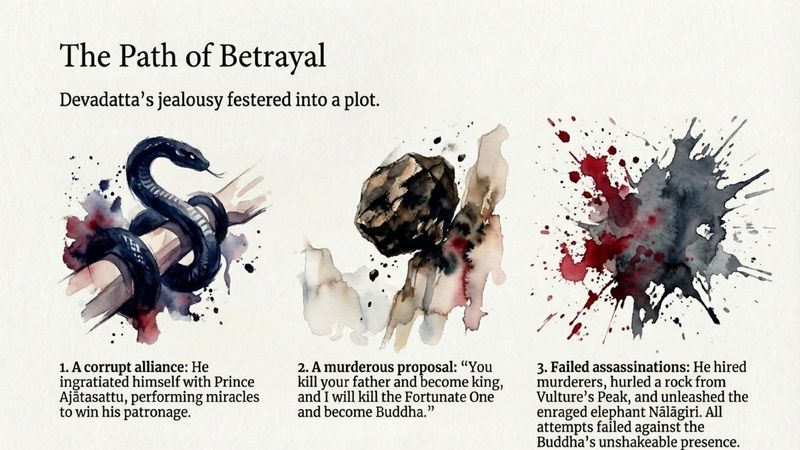 The Path of Betrayal
Devadatta’s jealousy festered into a plot.
1. A corrupt alliance: He
ingratiated himself with Prince
Ajātasattu, performing miracles
to win his patronage.
2. A murderous proposal: “You
kill your father and become king,
and I will kill the Fortunate One
and become Buddha.”
3. Failed assassinations: He hired
murderers, hurled a rock from
Vulture’s Peak, and unleashed the
enraged elephant Nālāgiri. All
attempts failed against the
Buddha’s unshakeable presence.